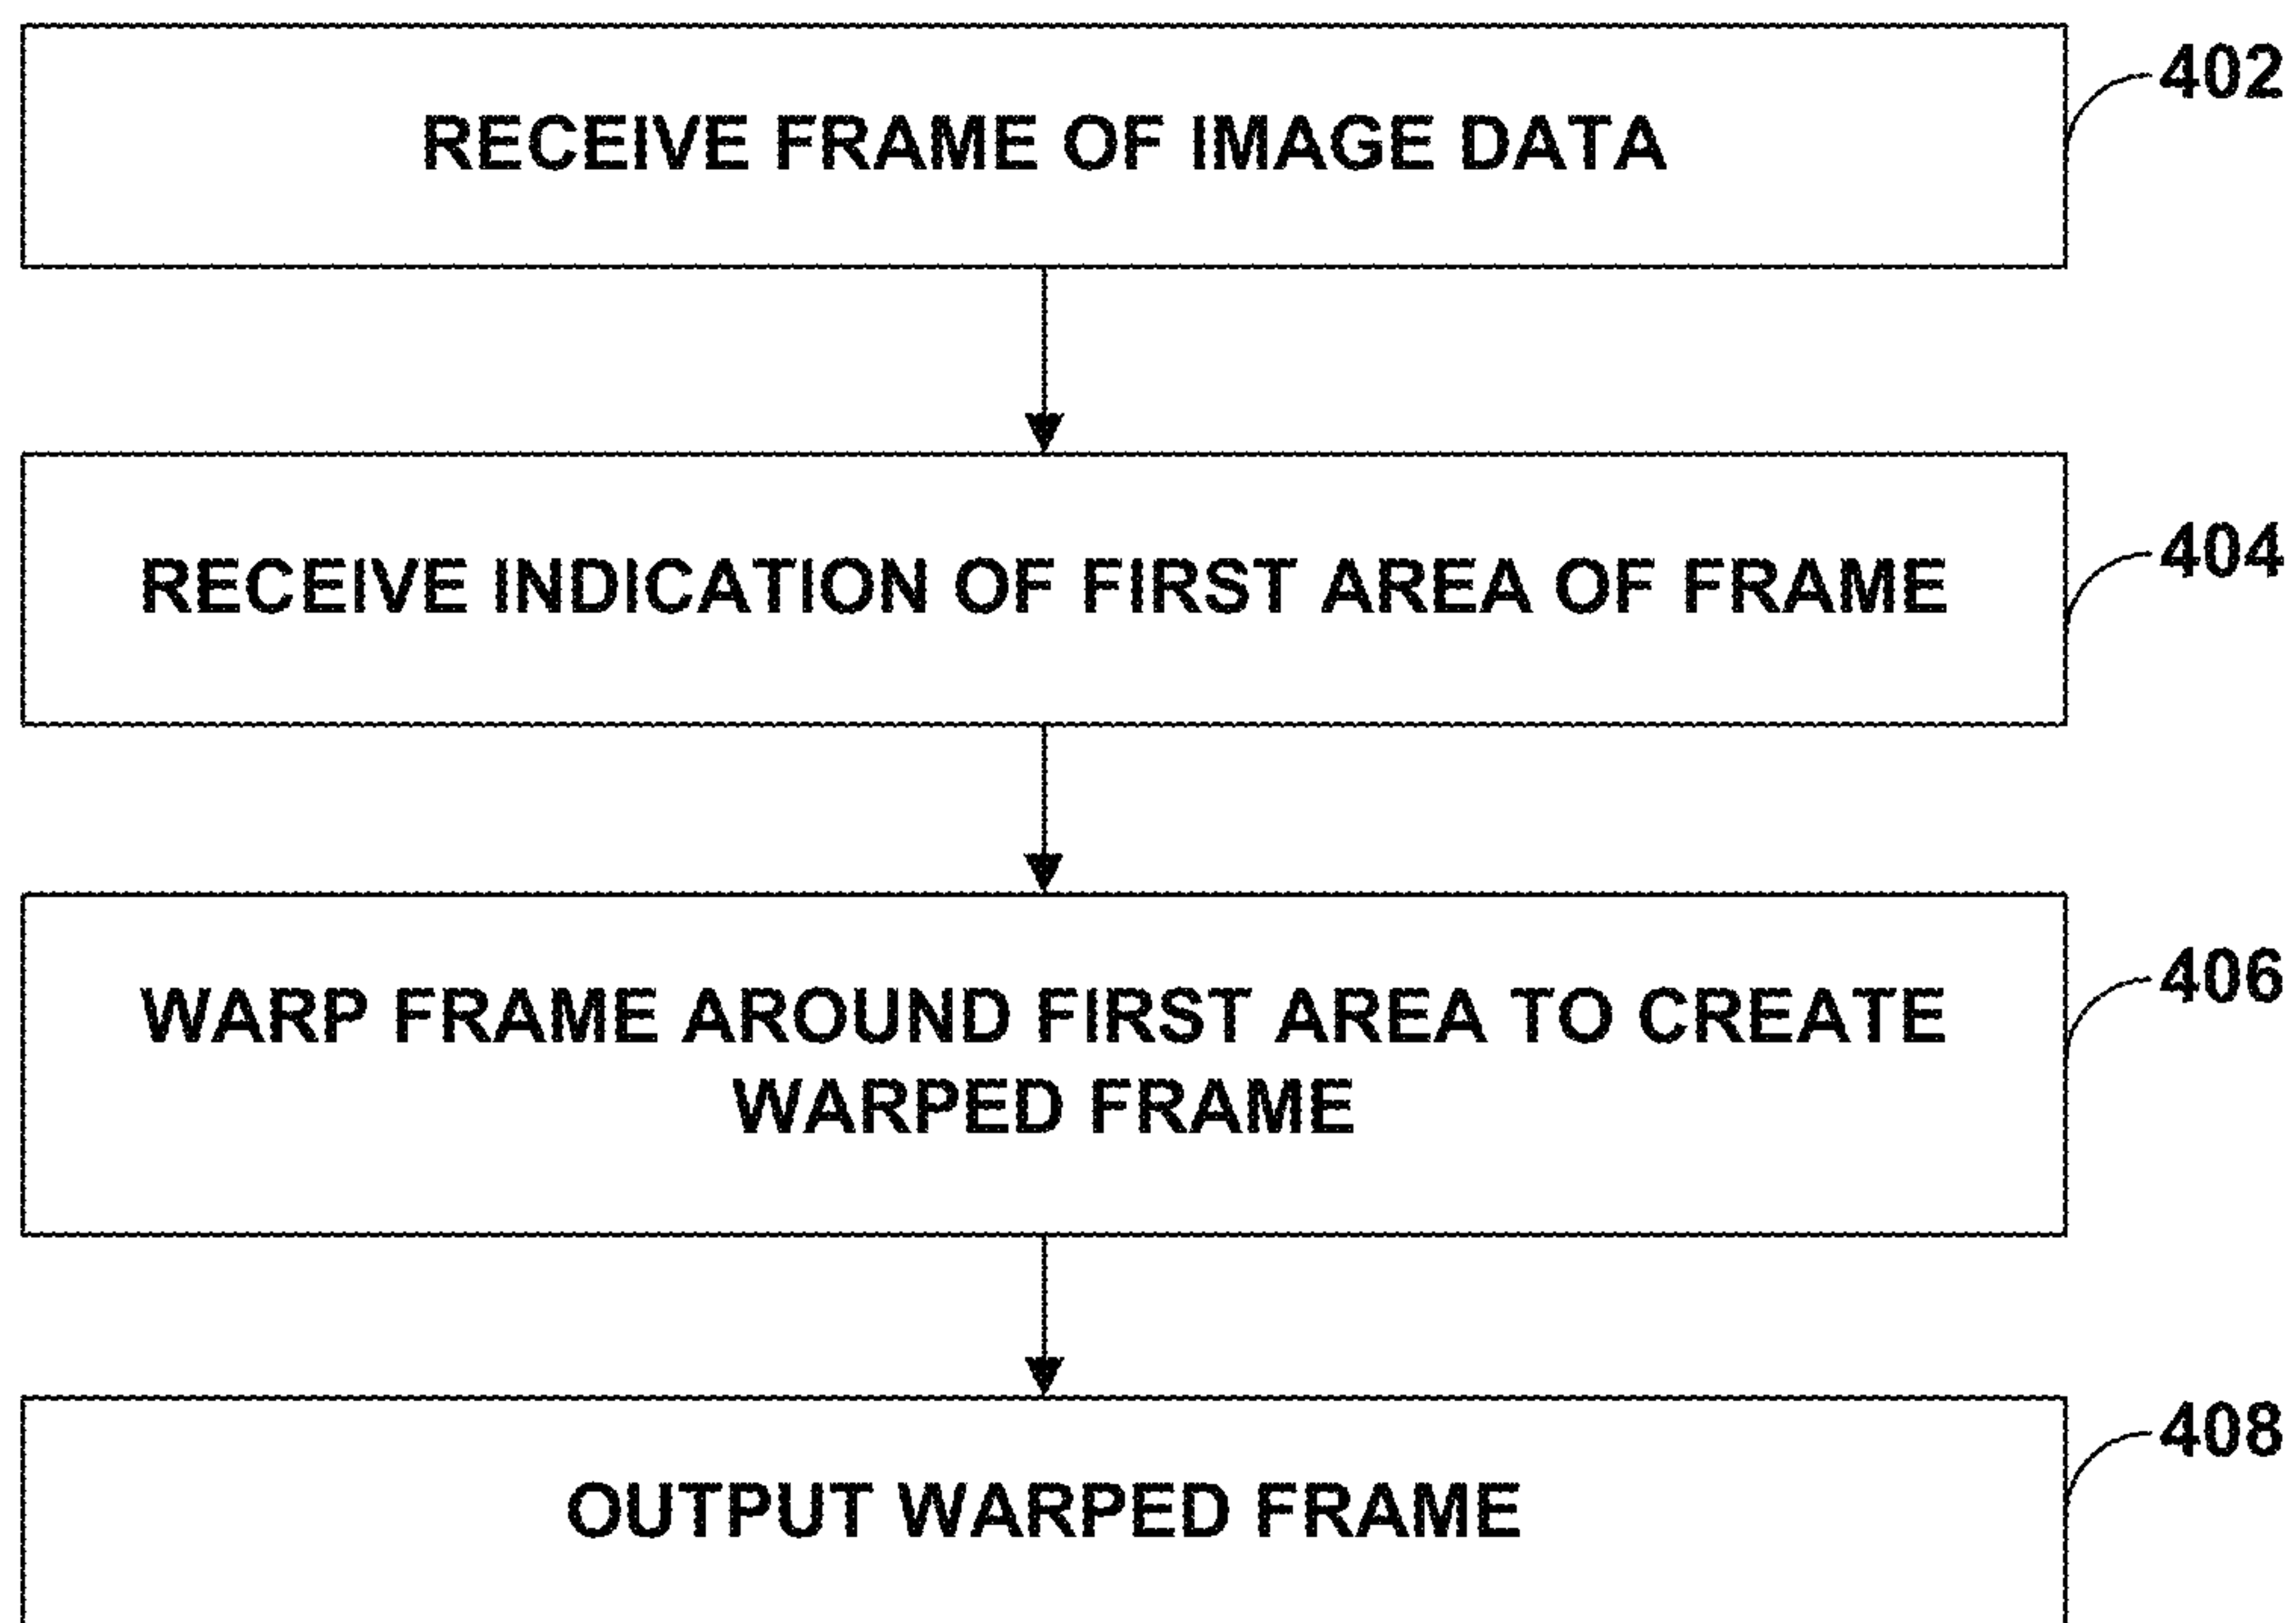 402
RECEIVE FRAME OF IMAGE DATA
404
RECEIVE INDICATION OF FIRST AREA OF FRAME
406
WARP FRAME AROUND FIRST AREA TO CREATE
WARPED FRAME
408
OUTPUT WARPED FRAME